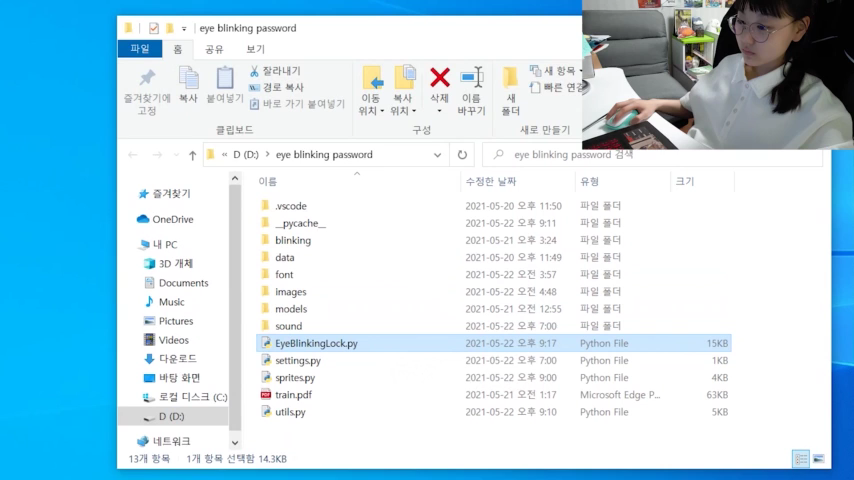 eye blinking password
파일 홈 공유 보기
즐겨찾기에 고정
복사
붙여넣기
잘라내기
경로 복사
바로 가기 붙여넣기
이동 위치
복사 위치
삭제
이름 바꾸기
새 폴더
새 항목
빠른 연결
클립보드 구성 새로 만들기
« D (D:) > eye blinking password
eye blinking password 검색
이름 수정한 날짜 유형 크기
즐겨찾기
OneDrive
내 PC
3D 개체
Documents
Music
Pictures
Videos
다운로드
바탕 화면
로컬 디스크 (C:)
D (D:)
네트워크
.vscode 2021-05-20 오후 11:50 파일 폴더
__pycache__ 2021-05-22 오후 9:11 파일 폴더
blinking 2021-05-21 오후 3:24 파일 폴더
data 2021-05-20 오후 11:49 파일 폴더
font 2021-05-22 오전 3:57 파일 폴더
images 2021-05-22 오전 4:48 파일 폴더
models 2021-05-21 오전 12:55 파일 폴더
sound 2021-05-22 오후 7:00 파일 폴더
EyeBlinkingLock.py 2021-05-22 오후 9:17 Python File 15KB
settings.py 2021-05-22 오후 7:00 Python File 1KB
sprites.py 2021-05-22 오후 9:00 Python File 4KB
train.pdf 2021-05-21 오전 1:17 Microsoft Edge P... 63KB
utils.py 2021-05-22 오후 9:10 Python File 5KB
13개 항목 1개 항목 선택함 14.3KB